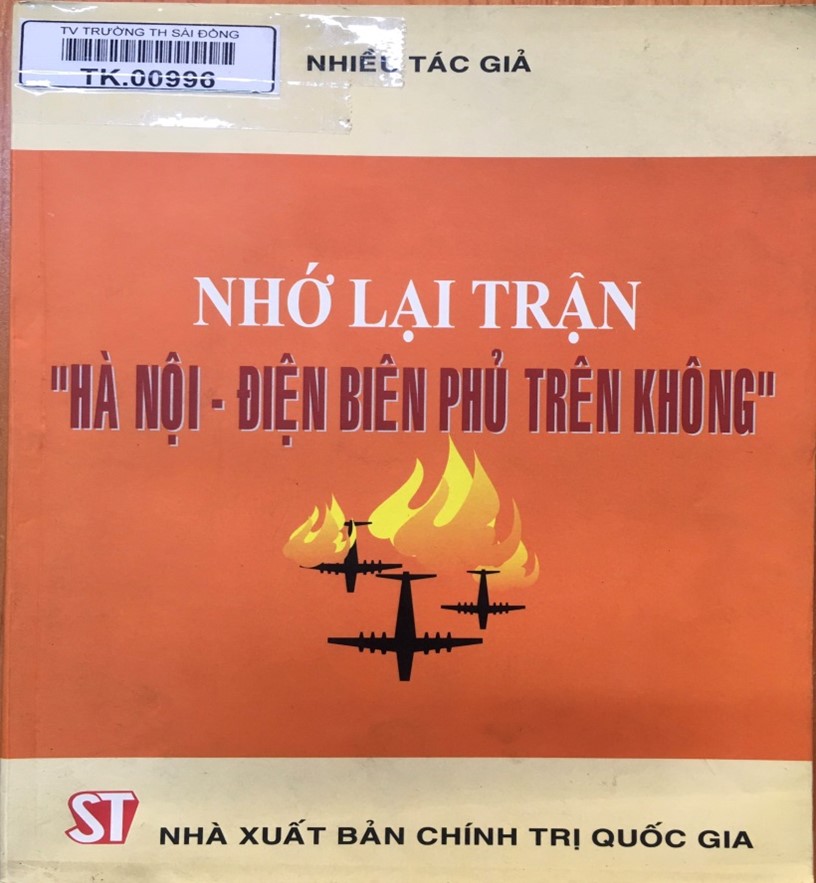 TV TRƯỜNG TH SÀI ĐỒNG
TK.00996
NHIỀU TÁC GIẢ
NHỚ LẠI TRẬN
"HÀ NỘI - ĐIỆN BIÊN PHỦ TRÊN KHÔNG"
ST
NHÀ XUẤT BẢN CHÍNH TRỊ QUỐC GIA